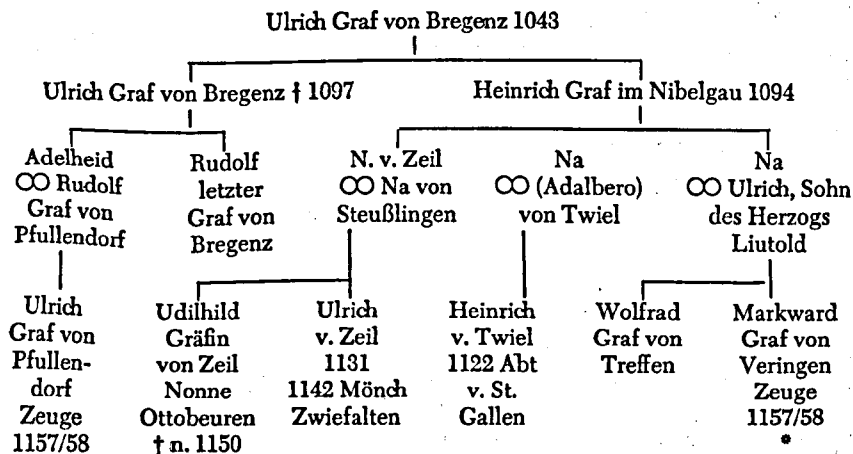 Ulrich Graf von Bregenz 1043
Ulrich Graf von Bregenz † 1097
Heinrich Graf im Nibelgau 1094
Adelheid
∞ Rudolf
Graf von
Pfullendorf
Rudolf
letzter
Graf von
Bregenz
N. v. Zeil
∞ Na von
Steußlingen
Na
∞ (Adalbero)
von Twiel
Na
∞ Ulrich, Sohn
des Herzogs
Liutold
Ulrich
Graf von
Pfullen-
dorf
Zeuge
1157/58
Udilhild
Gräfin
von Zeil
Nonne
Ottobeuren
† n. 1150
Ulrich
v. Zeil
1131
1142 Mönch
Zwiefalten
Heinrich
v. Twiel
1122 Abt
v. St.
Gallen
Wolfrad
Graf von
Treffen
Markward
Graf von
Veringen
Zeuge
1157/58
*